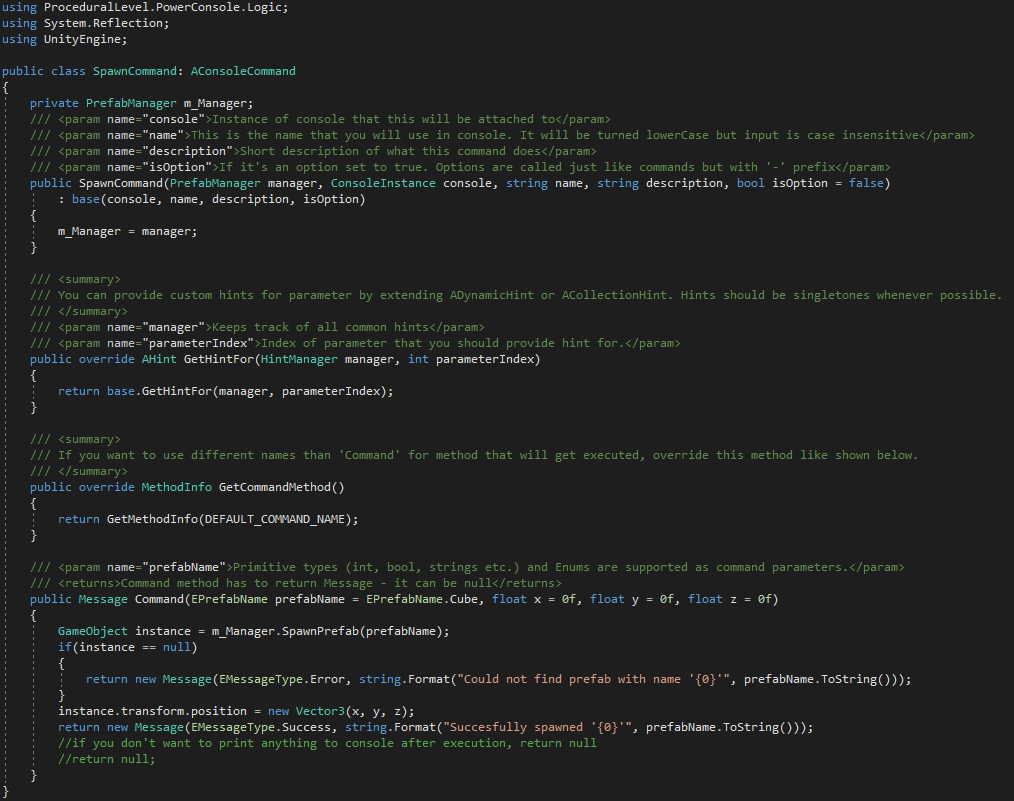 using ProceduralLevel.PowerConsole.Logic;
using System.Reflection;
using UnityEngine;

public class SpawnCommand: AConsoleCommand
{
    private PrefabManager m_Manager;
    /// <param name="console">Instance of console that this will be attached to</param>
    /// <param name="name">This is the name that you will use in console. It will be turned lowerCase but input is case insensitive</param>
    /// <param name="description">Short description of what this command does</param>
    /// <param name="isOption">If it's an option set to true. Options are called just like commands but with '-' prefix</param>
    public SpawnCommand(PrefabManager manager, ConsoleInstance console, string name, string description, bool isOption = false)
        : base(console, name, description, isOption)
    {
        m_Manager = manager;
    }

    /// <summary>
    /// You can provide custom hints for parameter by extending ADynamicHint or ACollectionHint. Hints should be singletones whenever possible.
    /// </summary>
    /// <param name="manager">Keeps track of all common hints</param>
    /// <param name="parameterIndex">Index of parameter that you should provide hint for.</param>
    public override AHint GetHintFor(HintManager manager, int parameterIndex)
    {
        return base.GetHintFor(manager, parameterIndex);
    }

    /// <summary>
    /// If you want to use different names than 'Command' for method that will get executed, override this method like shown below.
    /// </summary>
    public override MethodInfo GetCommandMethod()
    {
        return GetMethodInfo(DEFAULT_COMMAND_NAME);
    }

    /// <param name="prefabName">Primitive types (int, bool, strings etc.) and Enums are supported as command parameters.</param>
    /// <returns>Command method has to return Message - it can be null</returns>
    public Message Command(EPrefabName prefabName = EPrefabName.Cube, float x = 0f, float y = 0f, float z = 0f)
    {
        GameObject instance = m_Manager.SpawnPrefab(prefabName);
        if(instance == null)
        {
            return new Message(EMessageType.Error, string.Format("Could not find prefab with name '{0}'", prefabName.ToString()));
        }
        instance.transform.position = new Vector3(x, y, z);
        return new Message(EMessageType.Success, string.Format("Succesfully spawned '{0}'", prefabName.ToString()));
        //if you don't want to print anything to console after execution, return null
        //return null;
    }
}